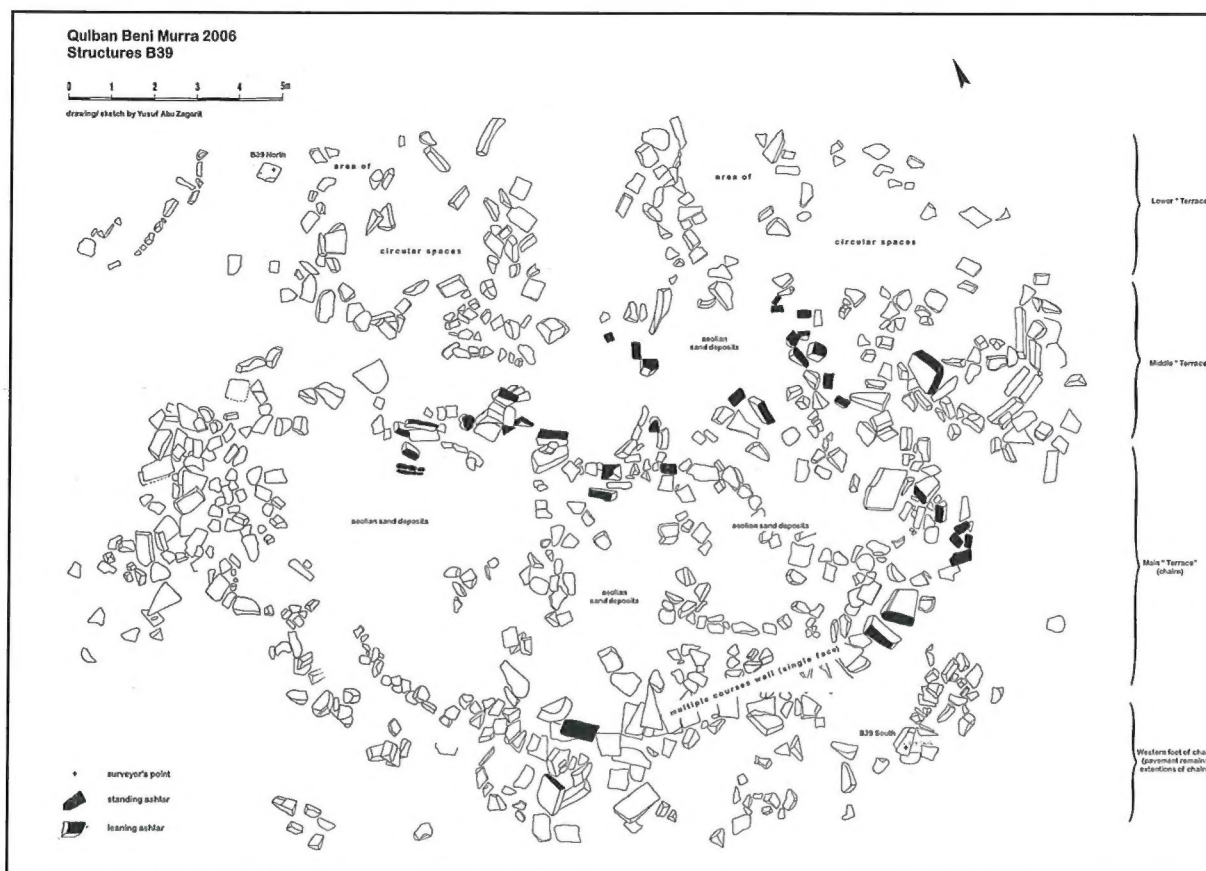 Qulban Beni Murra 2006
Structures B39
0 1 2 3 4 5m
drawing/ sketch by Yusuf Abu Zagarit
B39 North
area of
circular spaces
area of
circular spaces
Lower " Terrace
aeolian
sand deposits
Middle " Terrace
aeolian sand deposits
aeolian sand deposits
aeolian
sand deposits
Main " Terrace"
(chairs)
multiple courses wall (single face)
B39 South
Western feet of cha
(pavement remain
extentions of chair
surveyor's point
standing ashlar
leaning ashlar